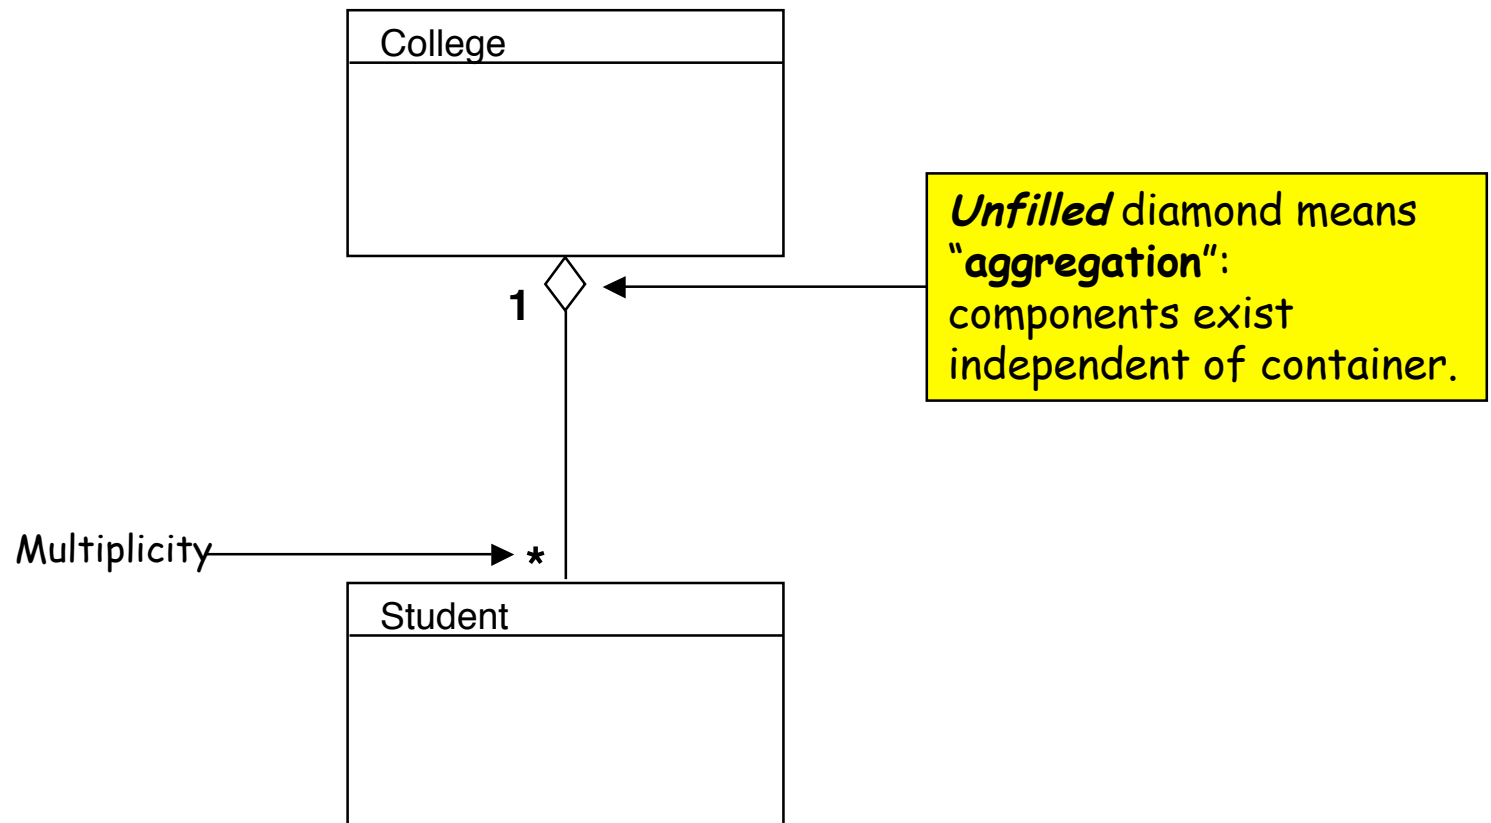 College
Unfilled diamond means
“aggregation”:
components exist
independent of container.
1
Multiplicity
*
Student